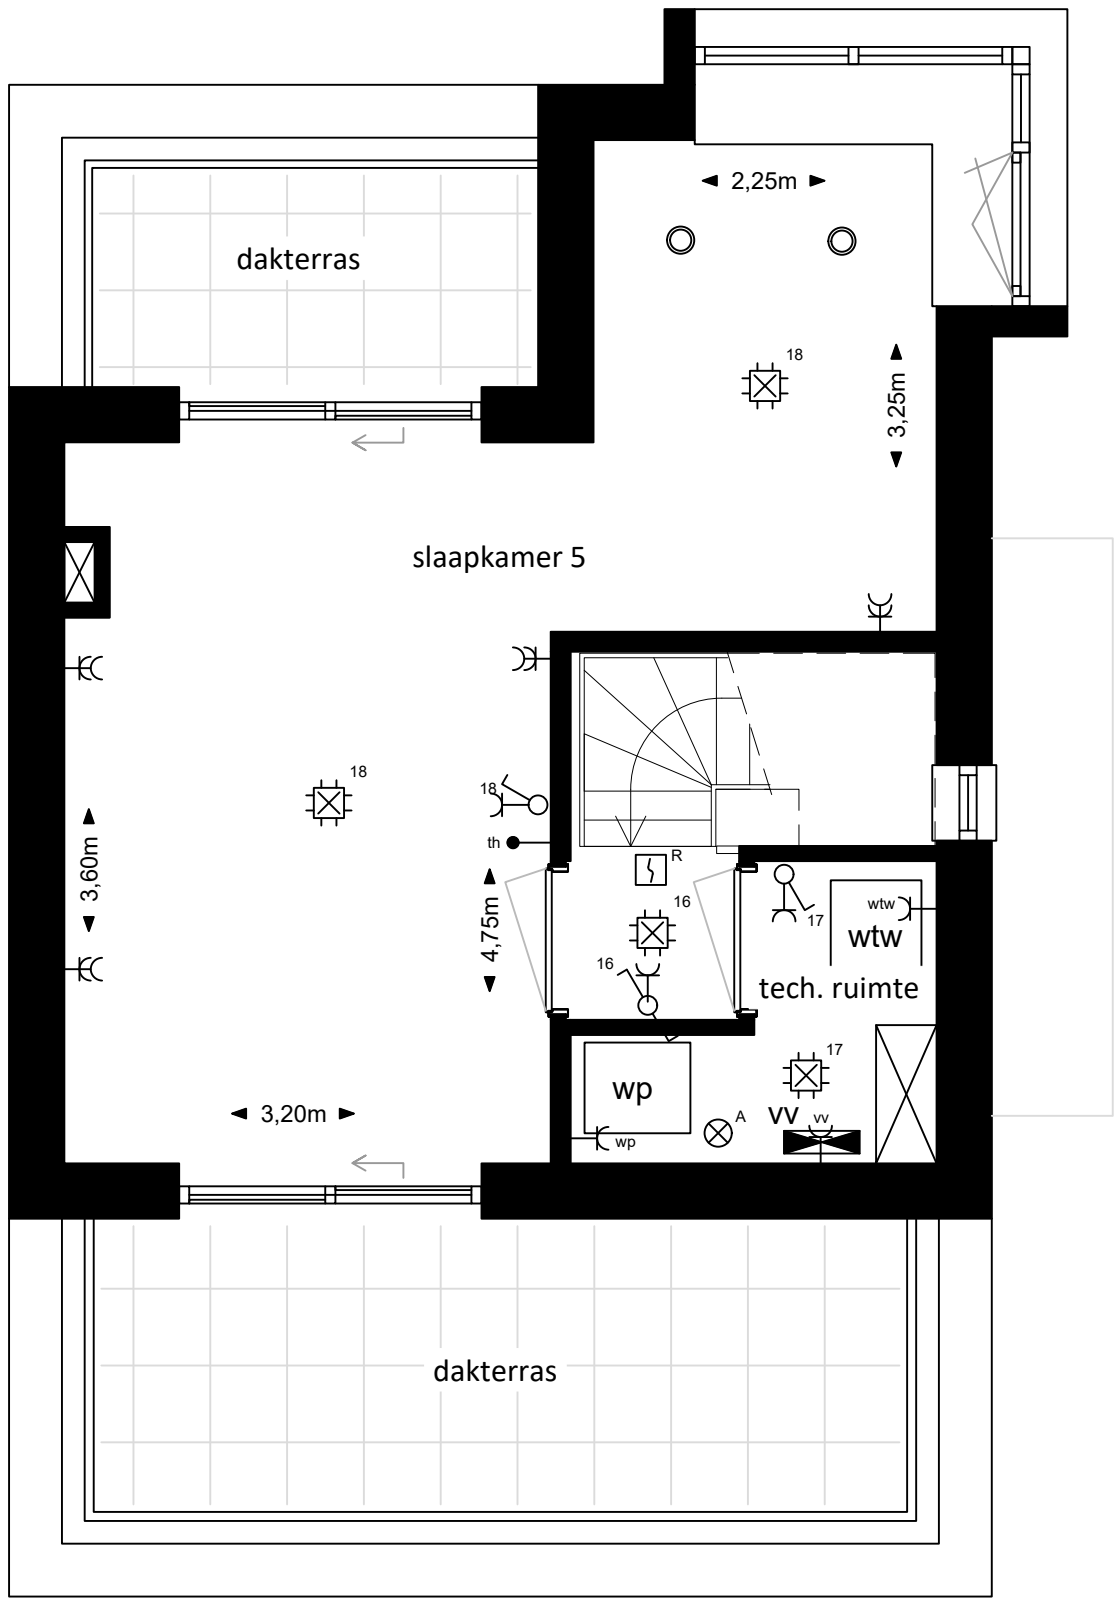 2,25m
dakterras
18
3,25m
slaapkamer 5
18
18
th
3,60m
R
16
4,75m
17
wtw
wtw
16
tech. ruimte
17
wp
3,20m
A
vv
vv
wp
dakterras